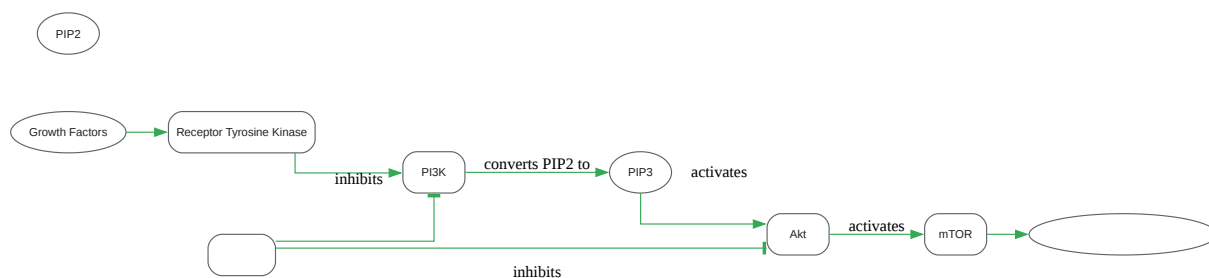 PIP2
Growth Factors
Receptor Tyrosine Kinase
inhibits
PI3K
converts PIP2 to
PIP3
activates
Akt
activates
mTOR
inhibits